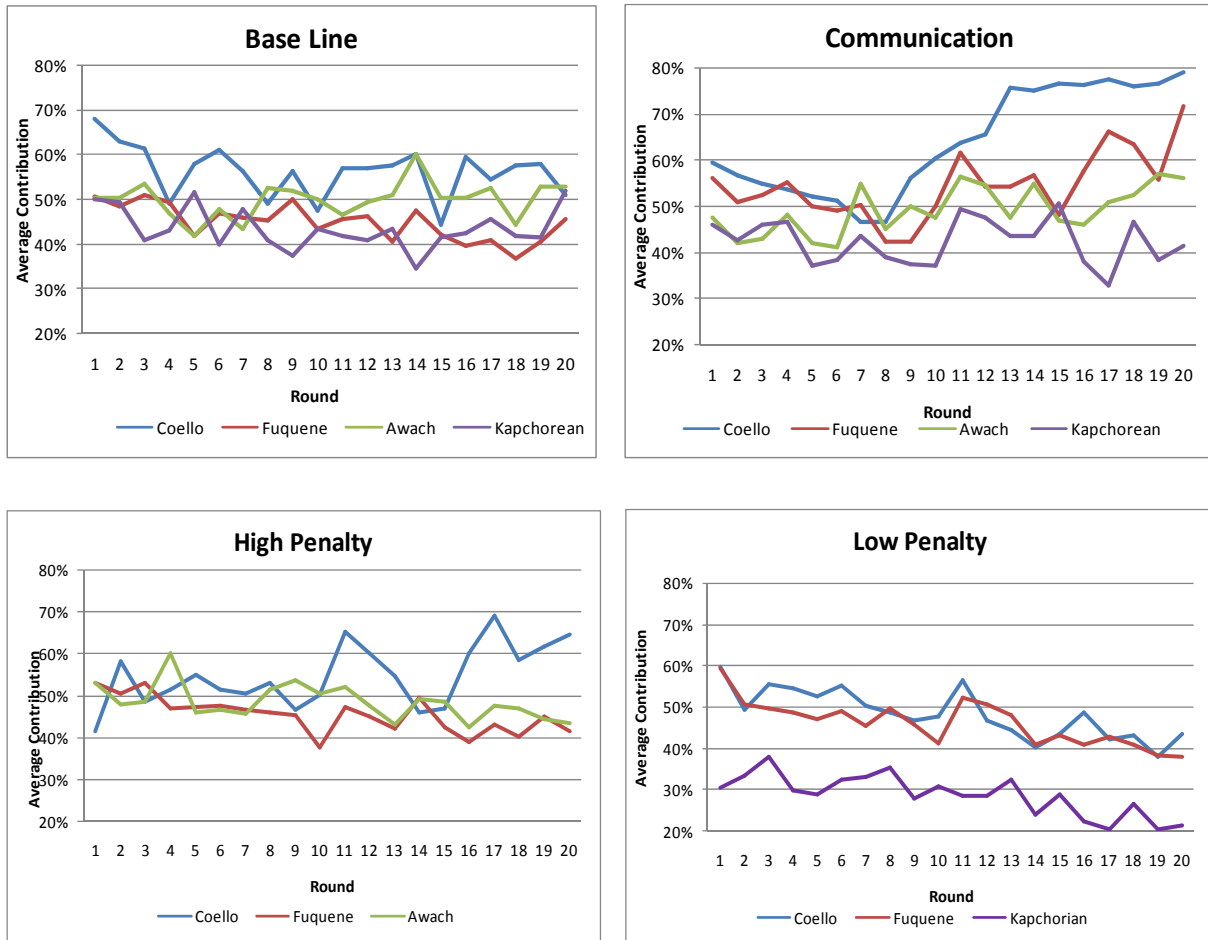 Base Line
80%
70%
60%
50%
40%
30%
20%
Average Contribution
1 2 3 4 5 6 7 8 9 10 11 12 13 14 15 16 17 18 19 20
Round
Coello Fuquene Awach Kapchorean
Communication
80%
70%
60%
50%
40%
30%
20%
Average Contribution
1 2 3 4 5 6 7 8 9 10 11 12 13 14 15 16 17 18 19 20
Round
Coello Fuquene Awach Kapchorean
High Penalty
80%
70%
60%
50%
40%
30%
20%
Average Contribution
1 2 3 4 5 6 7 8 9 10 11 12 13 14 15 16 17 18 19 20
Round
Coello Fuquene Awach
Low Penalty
80%
70%
60%
50%
40%
30%
20%
Average Contribution
1 2 3 4 5 6 7 8 9 10 11 12 13 14 15 16 17 18 19 20
Round
Coello Fuquene Kapchorian